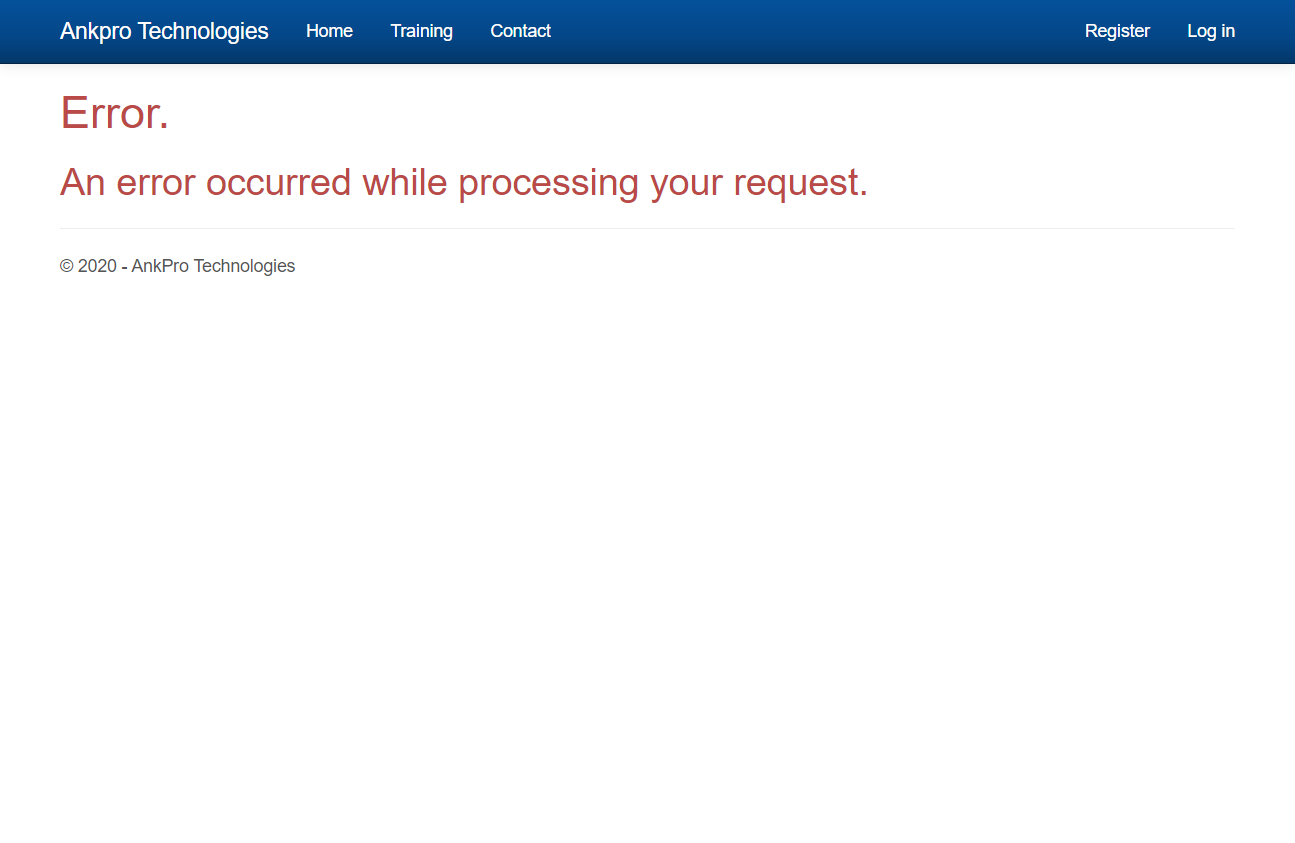 Ankpro Technologies Home Training Contact Register Log in
Error.
An error occurred while processing your request.
© 2020 - AnkPro Technologies